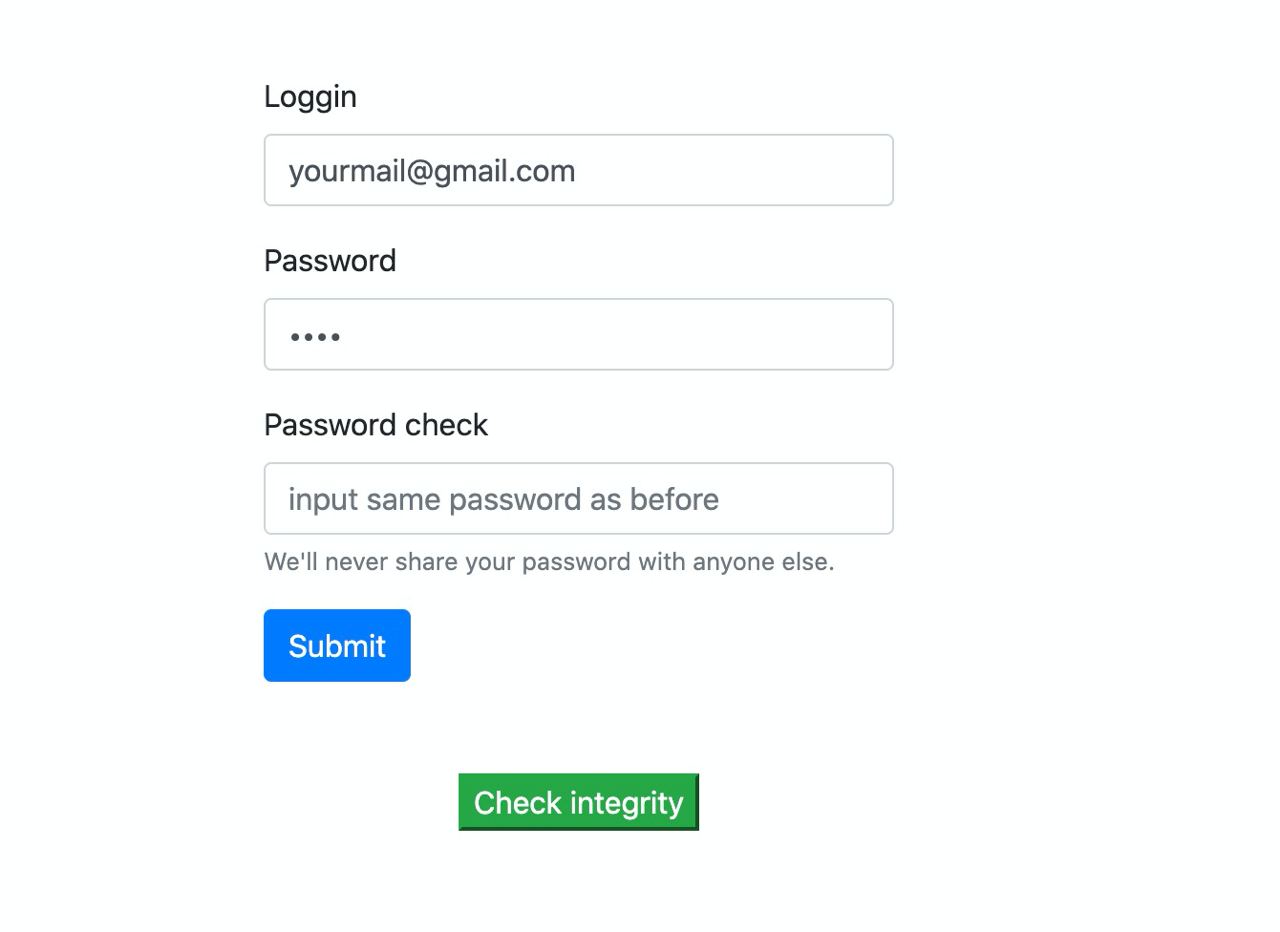 Loggin
yourmail@gmail.com
Password
••••
Password check
input same password as before
We'll never share your password with anyone else.
Submit
Check integrity